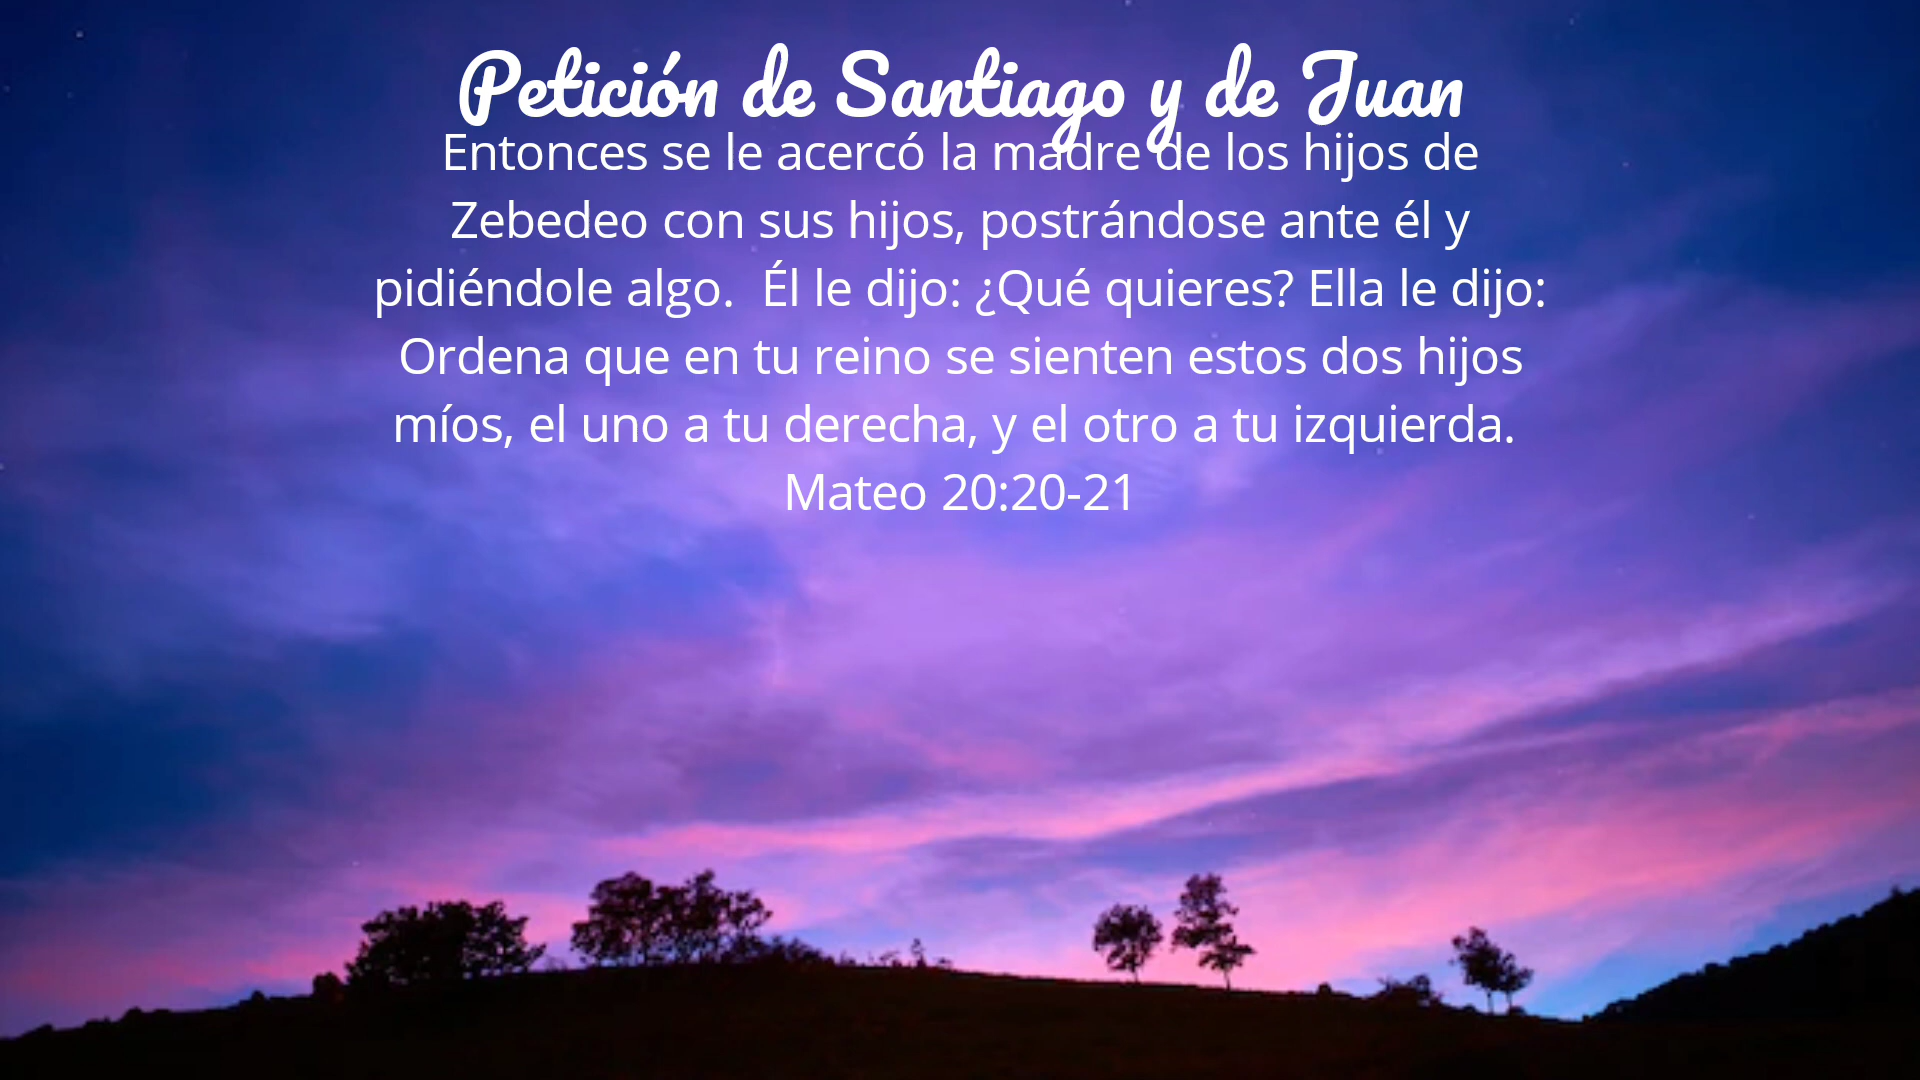 Petición de Santiago y de Juan
Entonces se le acercó la madre de los hijos de
Zebedeo con sus hijos, postrándose ante él y
pidiéndole algo.  Él le dijo: ¿Qué quieres? Ella le dijo:
Ordena que en tu reino se sienten estos dos hijos
míos, el uno a tu derecha, y el otro a tu izquierda.
Mateo 20:20-21